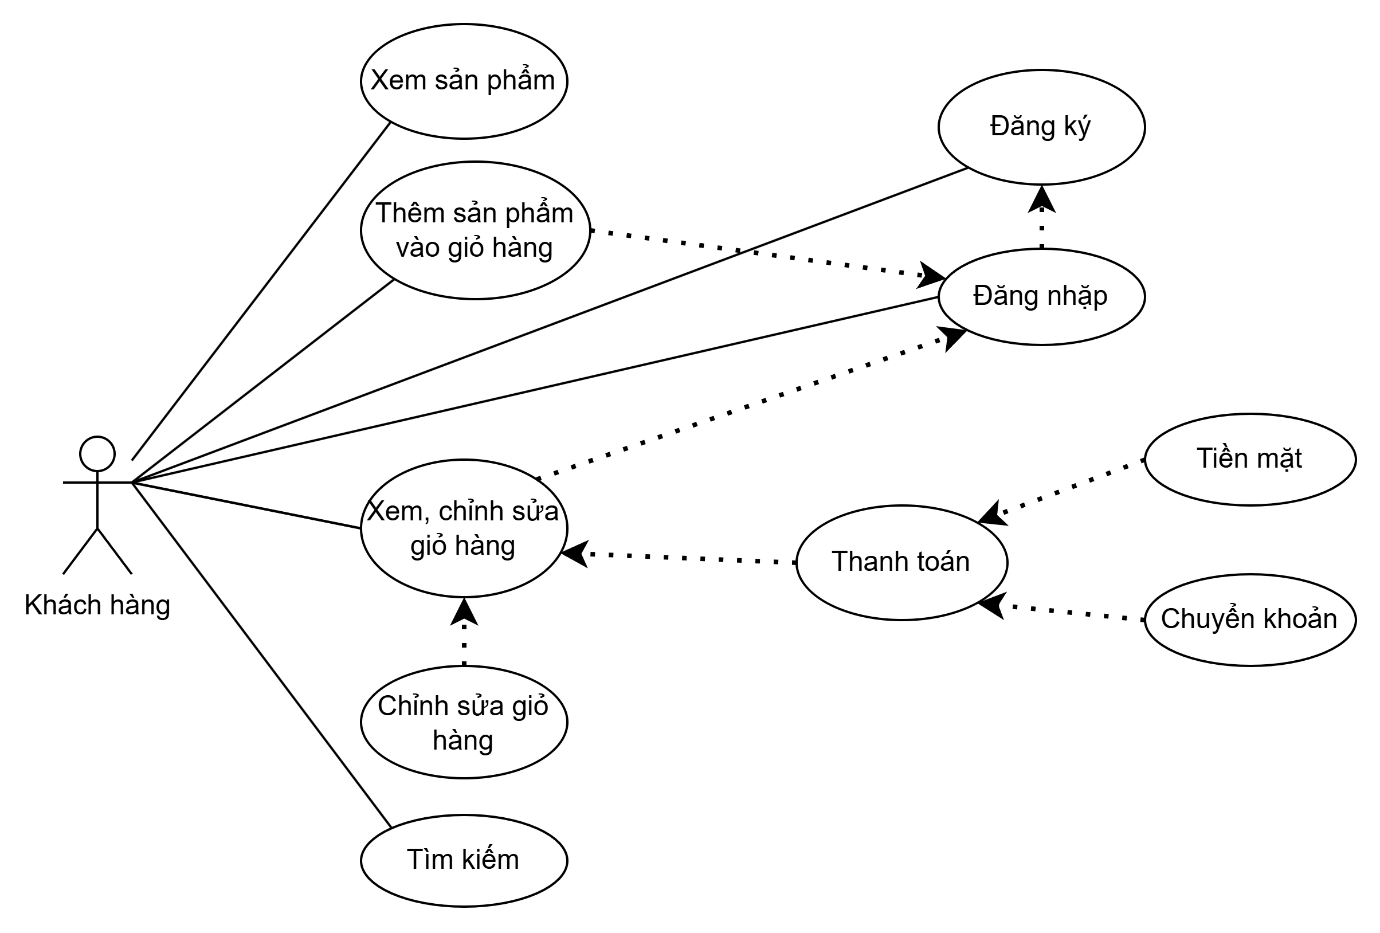 Xem sản phẩm
Đăng ký
Thêm sản phẩm
vào giỏ hàng
Đăng nhặp
Tiền mặt
Xem, chỉnh sửa
giỏ hàng
Thanh toán
Khách hàng
Chuyển khoản
Chỉnh sửa giỏ
hàng
Tìm kiếm